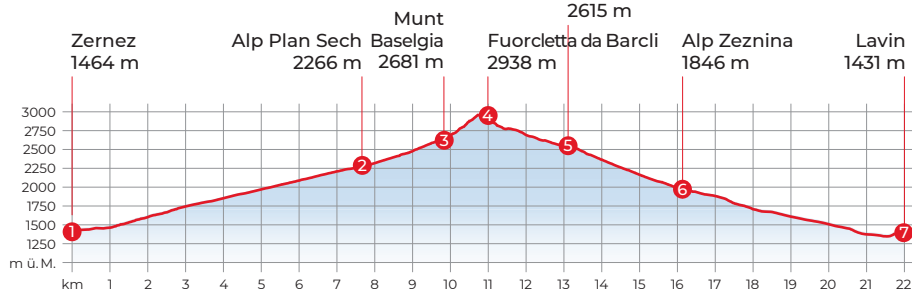 2615 m
Munt
Zernez
Alp Plan Sech
Baselgia
Fuorcletta da Barcli
Alp Zeznina
Lavin
1464 m
2266 m
2681 m
2938 m
1846 m
1431 m
3000
2750
2500
2250
2000
1750
1500
1250
m ü. M.
1
2
3
4
5
6
7
km
1
2
3
4
5
6
7
8
9
10
11
12
13
14
15
16
17
18
19
20
21
22